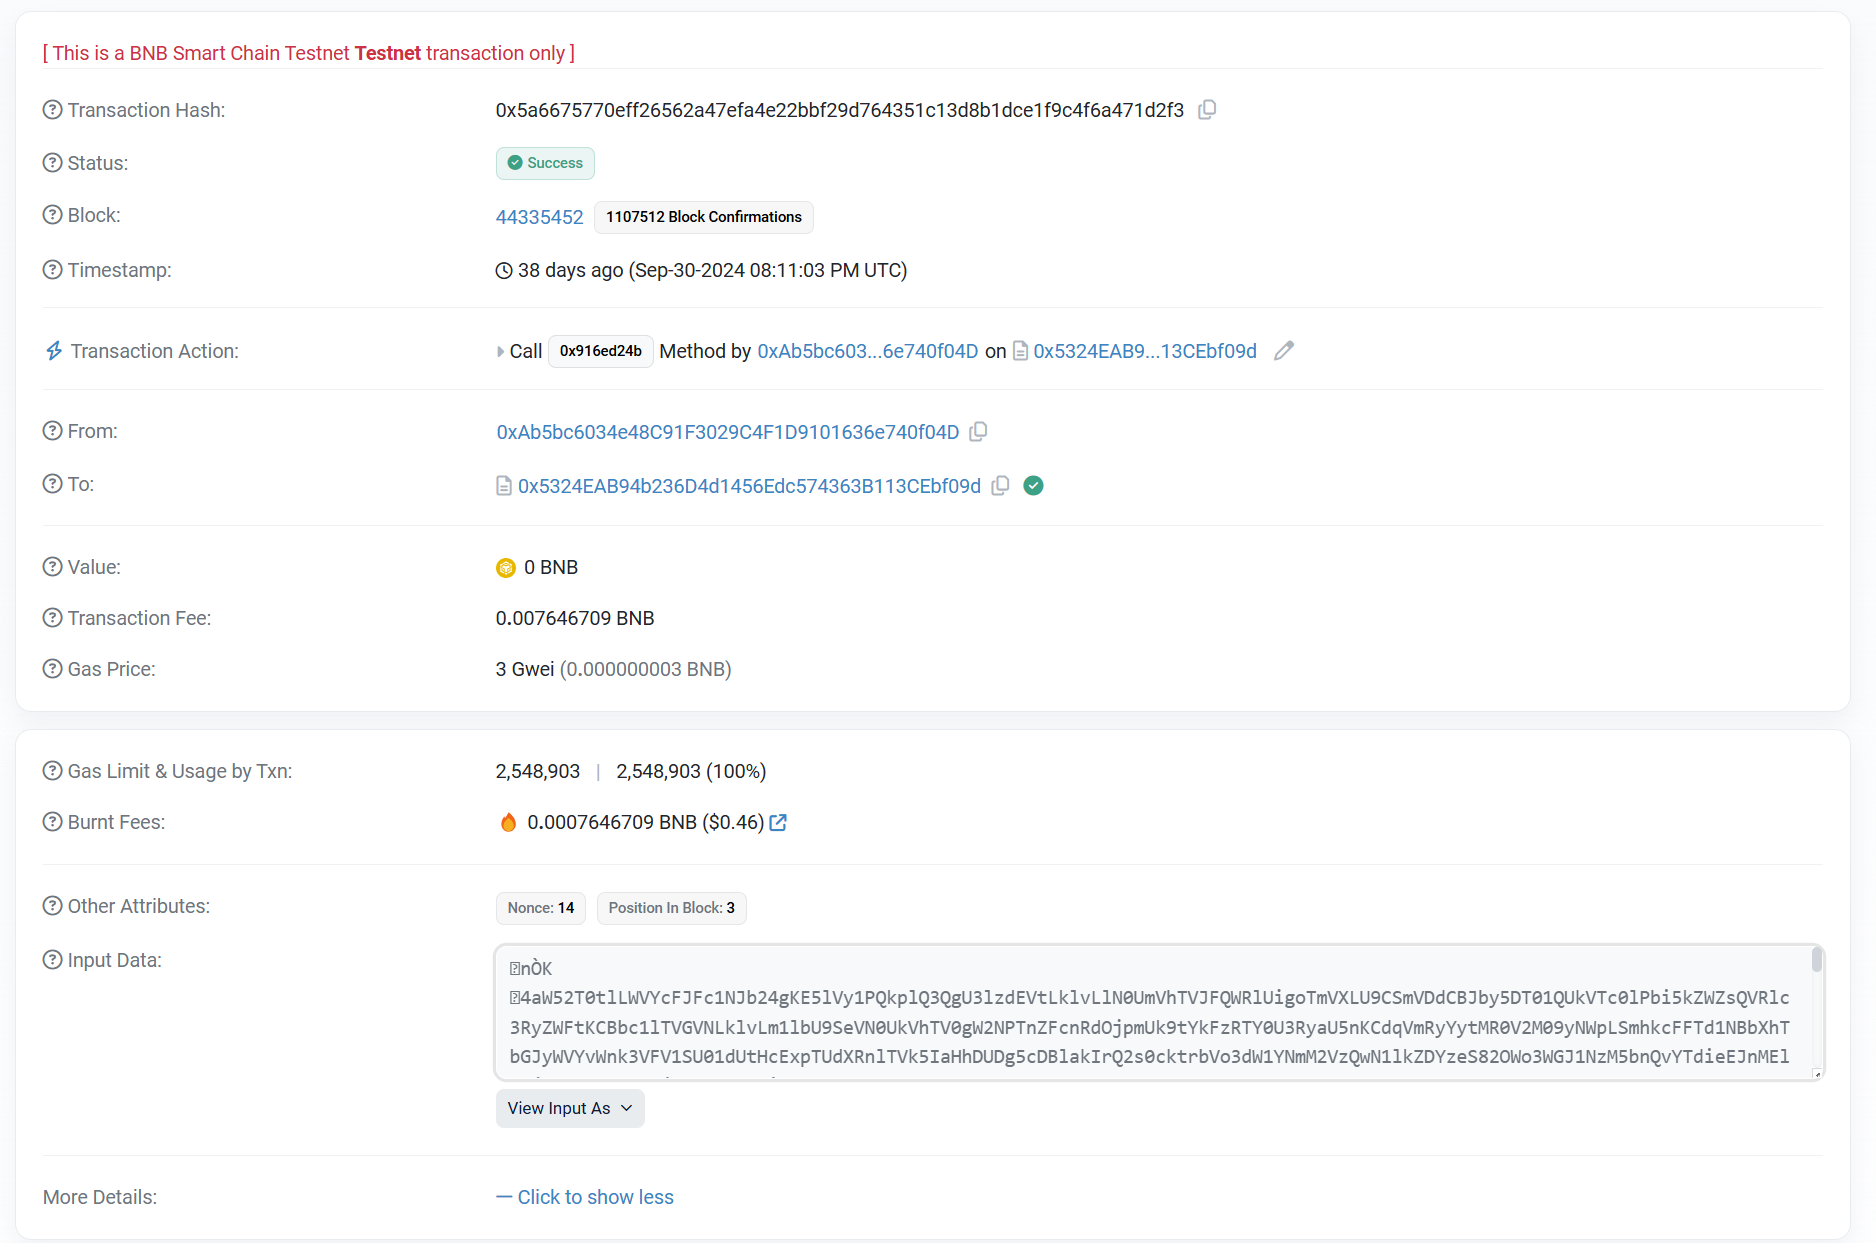 [ This is a BNB Smart Chain Testnet Testnet transaction only ]
Transaction Hash: 0x5a6675770eff26562a47efa4e22bbf29d764351c13d8b1dce1f9c4f6a471d2f3
Status: Success
Block: 44335452 1107512 Block Confirmations
Timestamp: 38 days ago (Sep-30-2024 08:11:03 PM UTC)
Transaction Action: Call 0x916ed24b Method by 0xAb5bc603...6e740f04D on 0x5324EAB9...13CEbf09d
From: 0xAb5bc6034e48C91F3029C4F1D9101636e740f04D
To: 0x5324EAB94b236D4d1456Edc574363B113CEbf09d
Value: 0 BNB
Transaction Fee: 0.007646709 BNB
Gas Price: 3 Gwei (0.000000003 BNB)
Gas Limit & Usage by Txn: 2,548,903 | 2,548,903 (100%)
Burnt Fees: 0.0007646709 BNB ($0.46)
Other Attributes: Nonce: 14 Position In Block: 3
Input Data:
nÒK
View Input As
More Details: — Click to show less